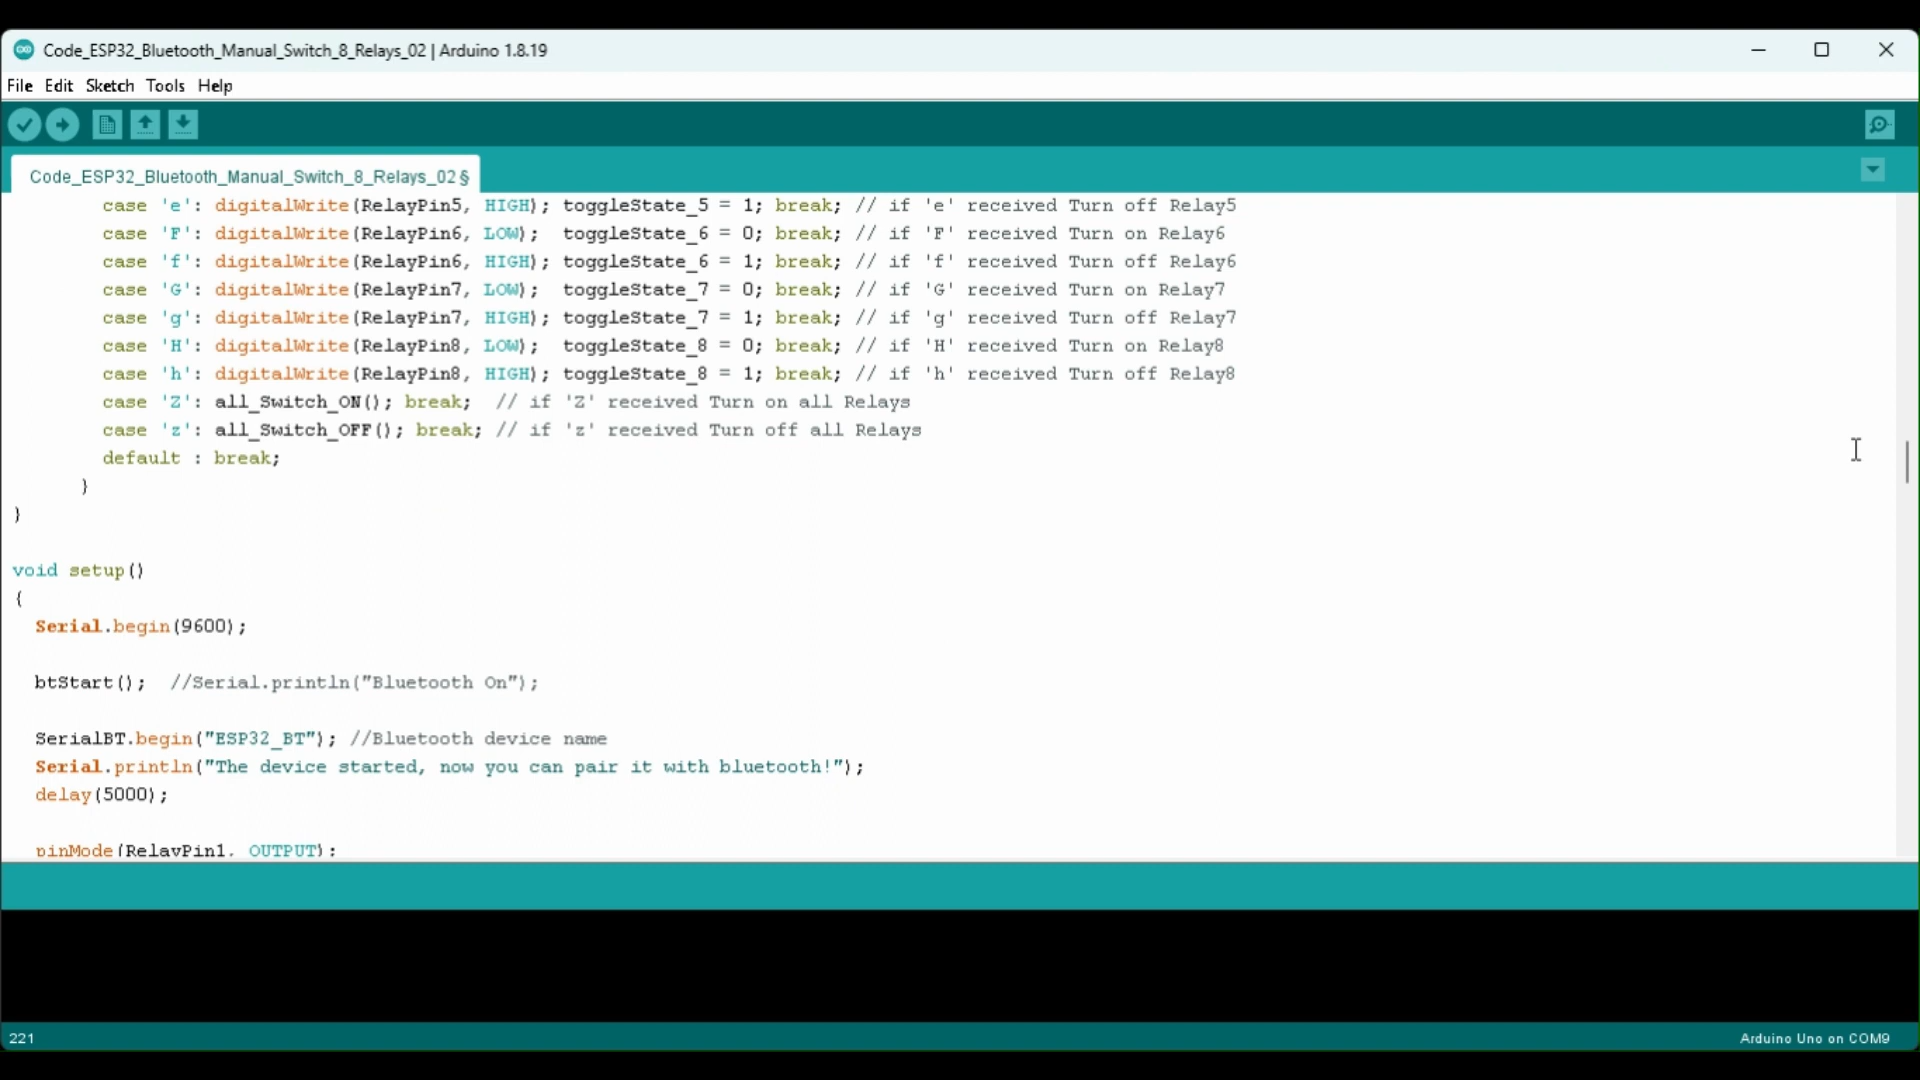 Code_ESP32_Bluetooth_Manual_Switch_8_Relays_02 | Arduino 1.8.19
File Edit Sketch Tools Help
Code_ESP32_Bluetooth_Manual_Switch_8_Relays_02 §
case 'e': digitalWrite(RelayPin5, HIGH); toggleState_5 = 1; break; // if 'e' received Turn off Relay5
case 'F': digitalWrite(RelayPin6, LOW);  toggleState_6 = 0; break; // if 'F' received Turn on Relay6
case 'f': digitalWrite(RelayPin6, HIGH); toggleState_6 = 1; break; // if 'f' received Turn off Relay6
case 'G': digitalWrite(RelayPin7, LOW);  toggleState_7 = 0; break; // if 'G' received Turn on Relay7
case 'g': digitalWrite(RelayPin7, HIGH); toggleState_7 = 1; break; // if 'g' received Turn off Relay7
case 'H': digitalWrite(RelayPin8, LOW);  toggleState_8 = 0; break; // if 'H' received Turn on Relay8
case 'h': digitalWrite(RelayPin8, HIGH); toggleState_8 = 1; break; // if 'h' received Turn off Relay8
case 'Z': all_Switch_ON(); break;  // if 'Z' received Turn on all Relays
case 'z': all_Switch_OFF(); break; // if 'z' received Turn off all Relays
default : break;
}
}
void setup()
{
Serial.begin(9600);
btStart();  //Serial.println("Bluetooth On");
SerialBT.begin("ESP32_BT"); //Bluetooth device name
Serial.println("The device started, now you can pair it with bluetooth!");
delay(5000);
pinMode(RelayPin1, OUTPUT);
221
Arduino Uno on COM9